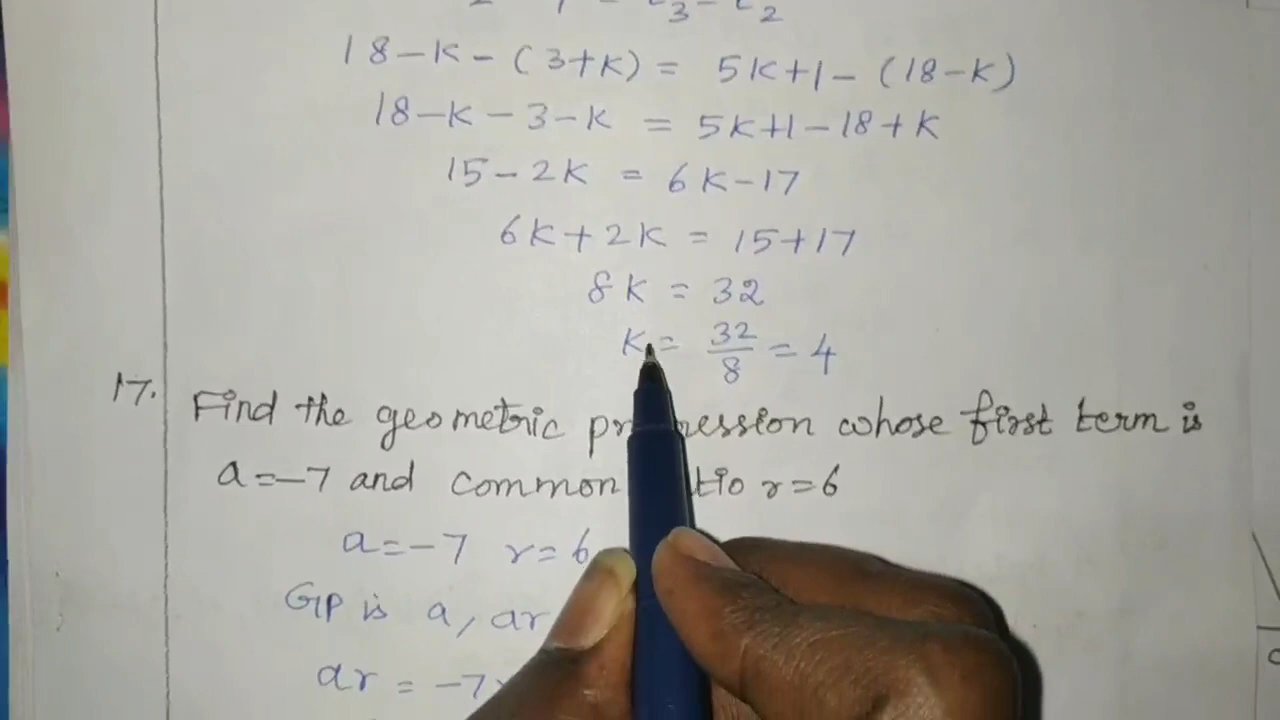 t3 - t2
18-K-(3+K) = 5K+1-(18-K)
18-K-3-K = 5K+1-18+K
15-2K = 6K-17
6K+2K = 15+17
8K = 32
K = 32/8 = 4
17. Find the geometric whose first term is
a=-7 and common r=6
a=-7 r=6
GP is a, ar
ar = -7